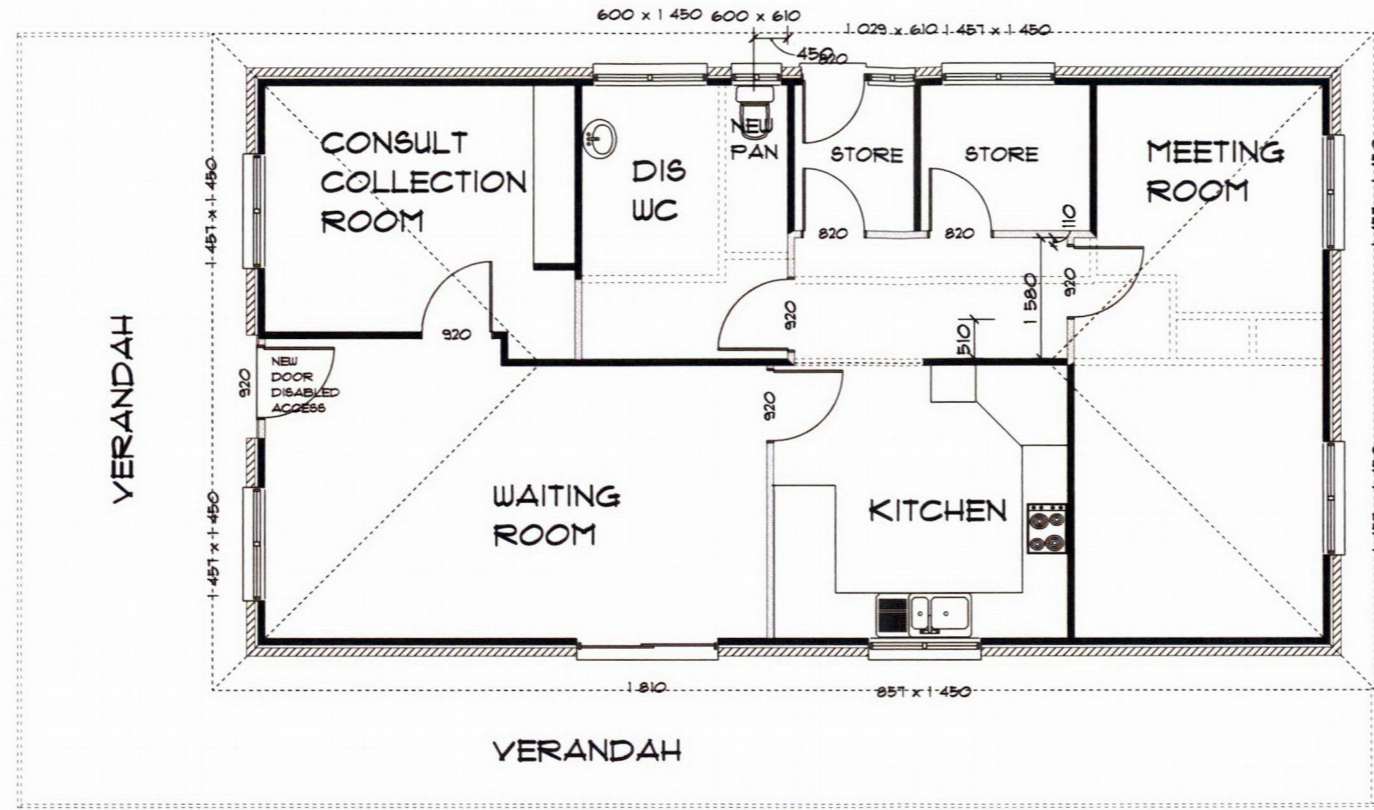 600 x 1 450
600 x 610
1 029 x 610
1 457 x 1 450
450
820
CONSULT
COLLECTION
ROOM
DIS
WC
NEW
PAN
STORE
STORE
MEETING
ROOM
1 457 x 1 450
820
820
110
920
1 580
510
920
920
920
NEW
DOOR
DISABLED
ACCESS
920
VERANDAH
WAITING
ROOM
KITCHEN
1 457 x 1 450
1 810
857 x 1 450
VERANDAH